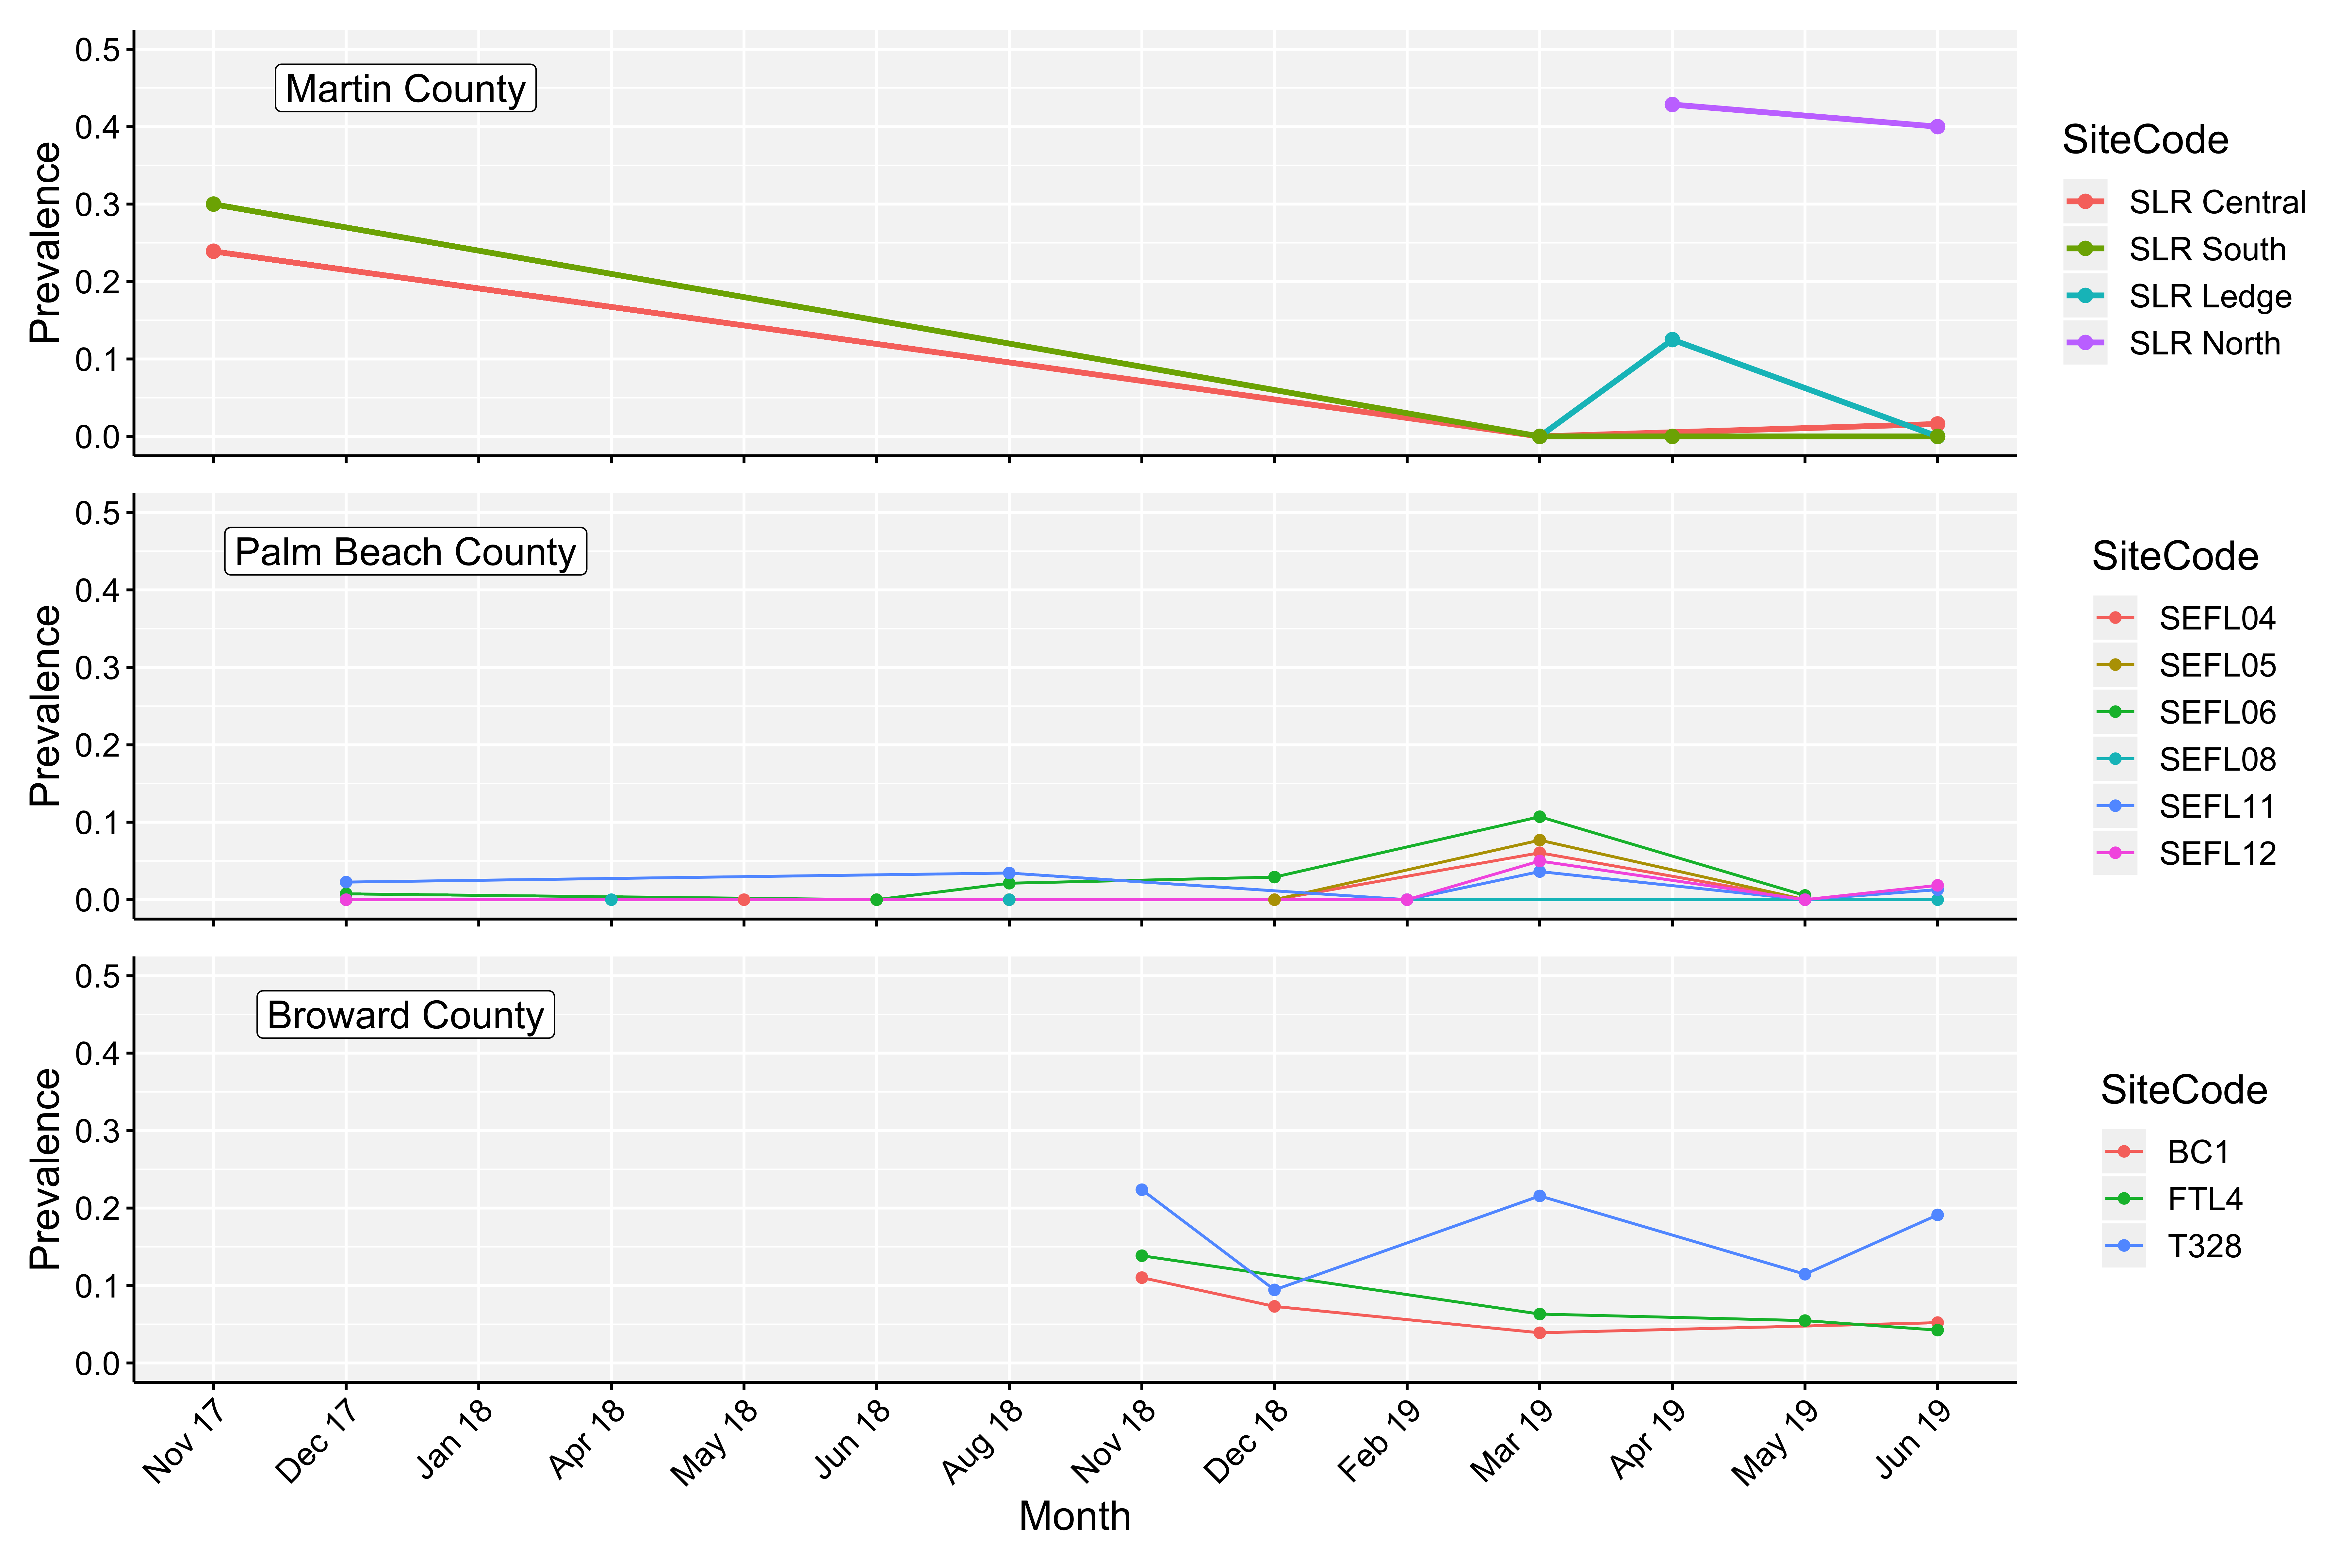 0.5
0.4
0.3
0.2
0.1
0.0
Prevalence
Martin County
SiteCode
SLR Central
SLR South
SLR Ledge
SLR North
0.5
0.4
0.3
0.2
0.1
0.0
Prevalence
Palm Beach County
SiteCode
SEFL04
SEFL05
SEFL06
SEFL08
SEFL11
SEFL12
0.5
0.4
0.3
0.2
0.1
0.0
Prevalence
Broward County
SiteCode
BC1
FTL4
T328
Nov 17
Dec 17
Jan 18
Apr 18
May 18
Jun 18
Aug 18
Nov 18
Dec 18
Feb 19
Mar 19
Apr 19
May 19
Jun 19
Month